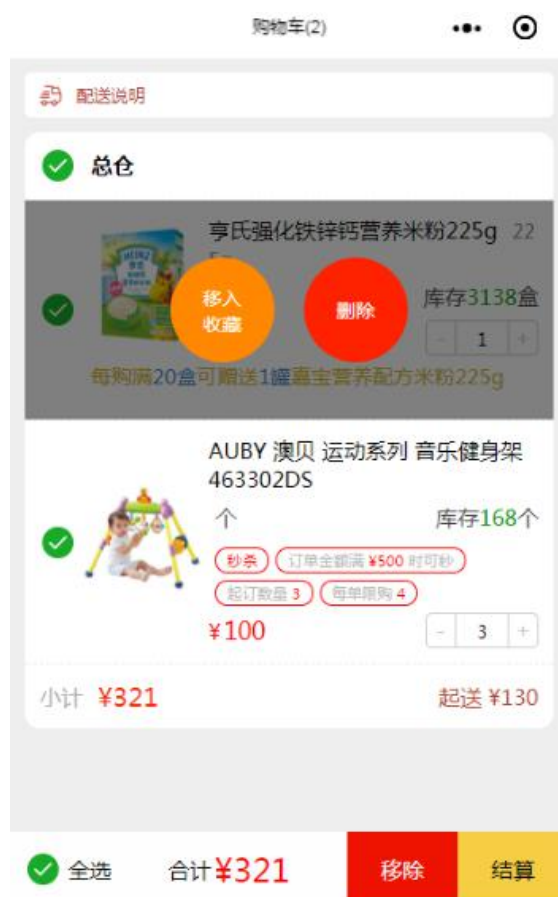 购物车(2)
配送说明
总仓
亨氏强化铁锌钙营养米粉225g 22
移入
收藏
删除
库存3138盒
- 1 +
每购满20盒可赠送1罐嘉宝营养配方米粉225g
AUBY 澳贝 运动系列 音乐健身架
463302DS
个 库存168个
秒杀 订单金额满 ¥500 时可秒
起订数量 3 每单限购 4
¥100 - 3 +
小计 ¥321 起送 ¥130
全选 合计¥321 移除 结算